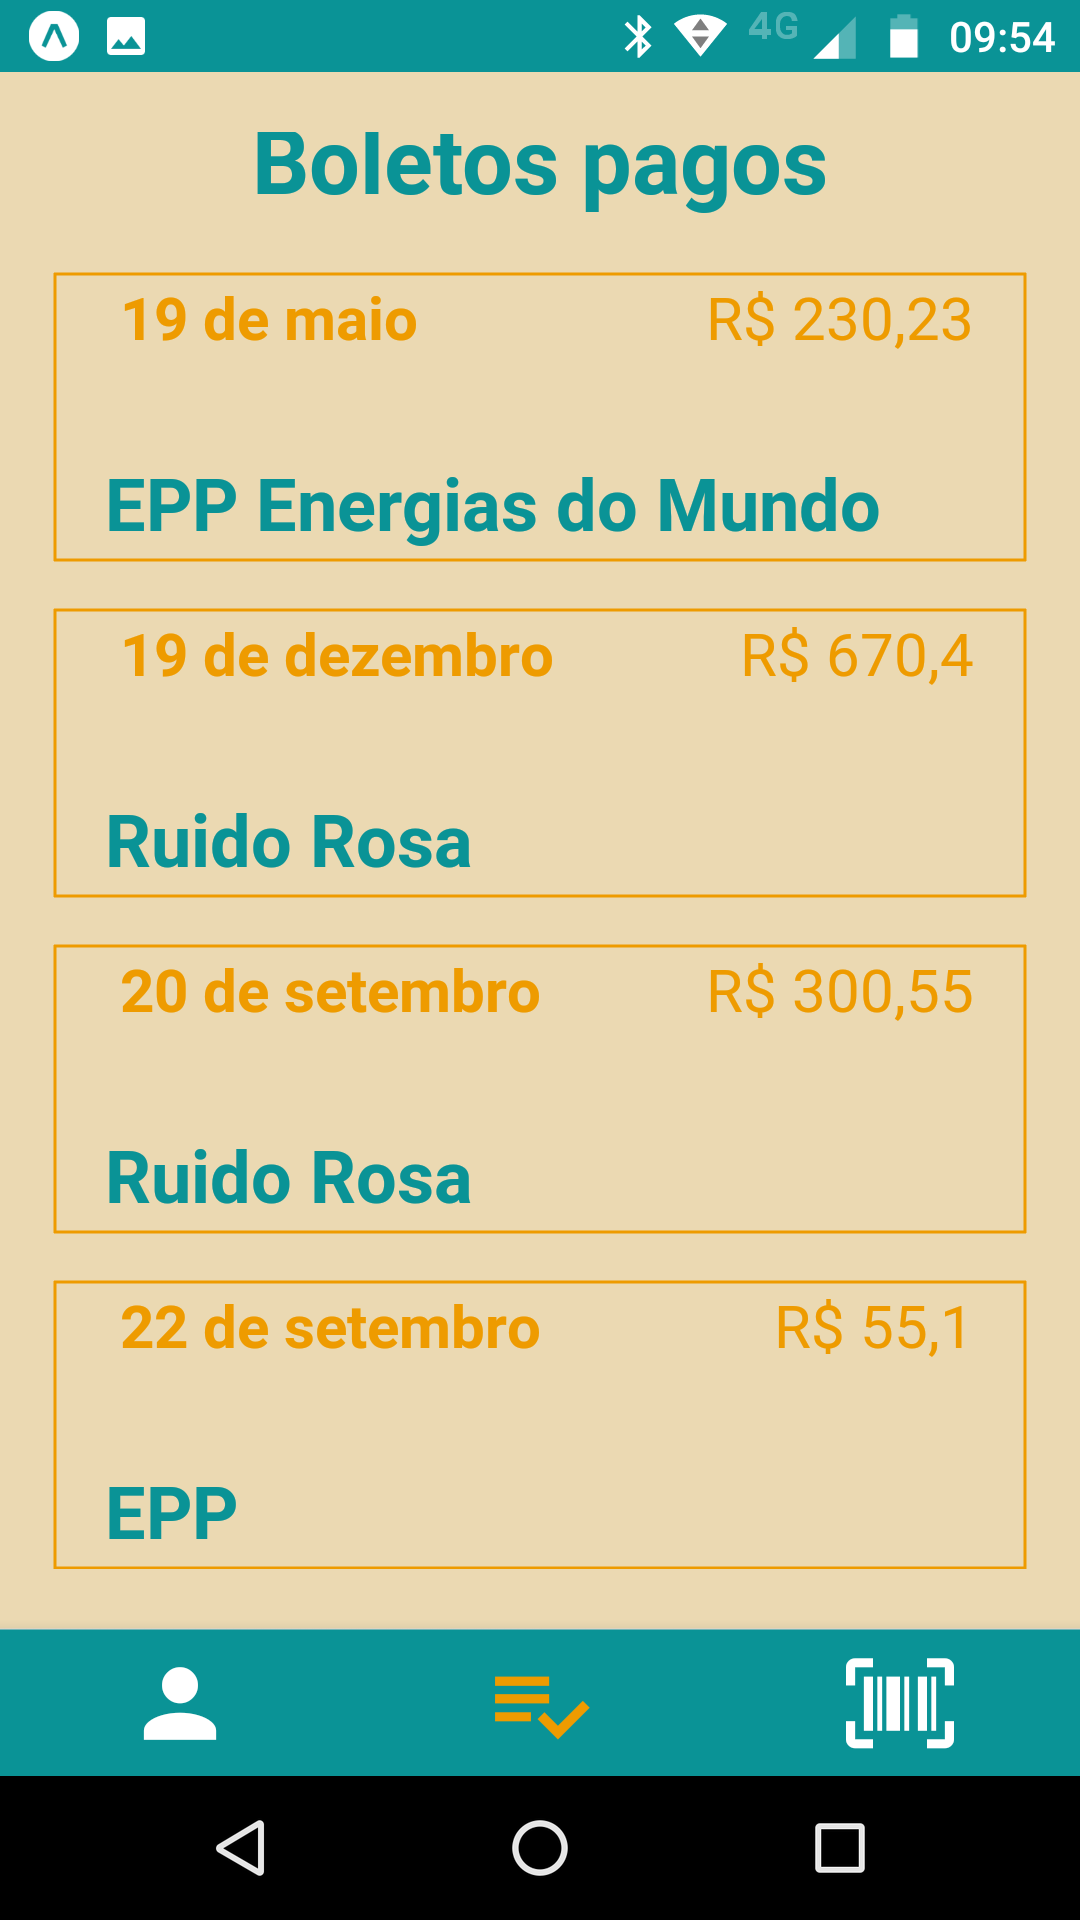 4G 09:54
Boletos pagos
19 de maio R$ 230,23
EPP Energias do Mundo
19 de dezembro R$ 670,4
Ruido Rosa
20 de setembro R$ 300,55
Ruido Rosa
22 de setembro R$ 55,1
EPP